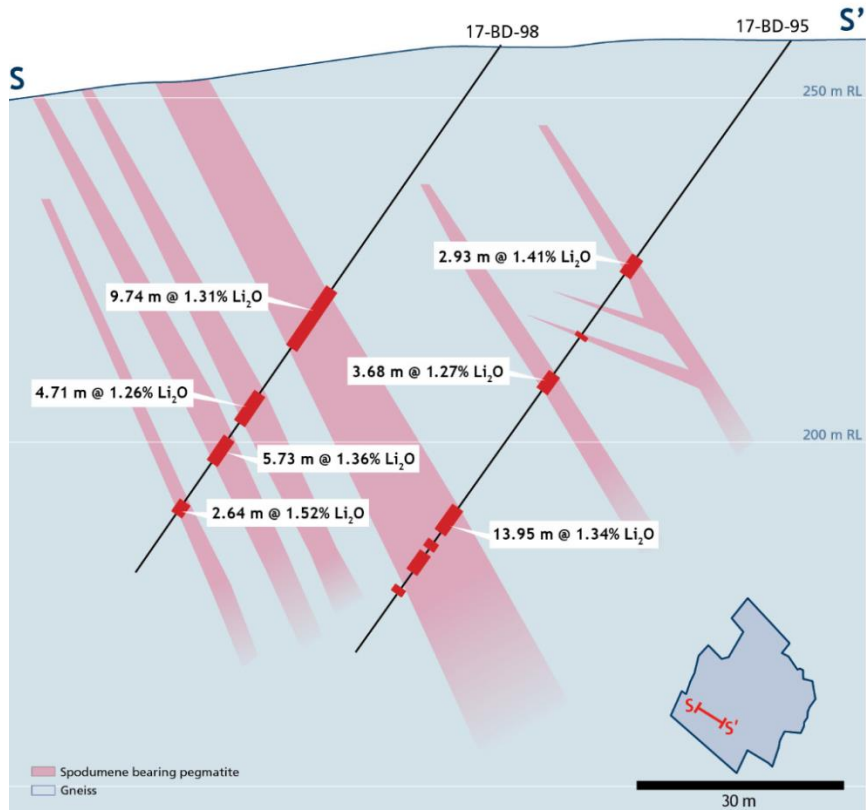 S
17-BD-98
17-BD-95
S’
250 m RL
2.93 m @ 1.41% Li₂O
9.74 m @ 1.31% Li₂O
3.68 m @ 1.27% Li₂O
4.71 m @ 1.26% Li₂O
200 m RL
5.73 m @ 1.36% Li₂O
2.64 m @ 1.52% Li₂O
13.95 m @ 1.34% Li₂O
S
S’
Spodumene bearing pegmatite
Gneiss
30 m